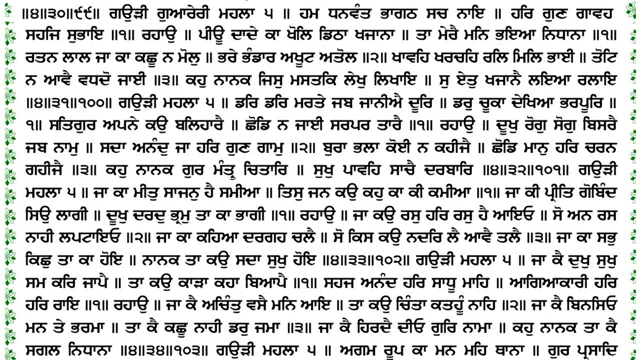 ॥੪॥੩੦॥੯੯॥ ਗਉੜੀ ਗੁਆਰੇਰੀ ਮਹਲਾ ੫ ॥ ਹਮ ਧਨਵੰਤ ਭਾਗਠ ਸਚ ਨਾਇ ॥ ਹਰਿ ਗੁਣ ਗਾਵਹ
ਸਹਜਿ ਸੁਭਾਇ ॥੧॥ ਰਹਾਉ ॥ ਪੀਊ ਦਾਦੇ ਕਾ ਖੋਲਿ ਡਿਠਾ ਖਜਾਨਾ ॥ ਤਾ ਮੇਰੈ ਮਨਿ ਭਇਆ ਨਿਧਾਨਾ ॥੧॥
ਰਤਨ ਲਾਲ ਜਾ ਕਾ ਕਛੂ ਨ ਮੋਲੁ ॥ ਭਰੇ ਭੰਡਾਰ ਅਖੂਟ ਅਤੋਲ ॥੨॥ ਖਾਵਹਿ ਖਰਚਹਿ ਰਲਿ ਮਿਲਿ ਭਾਈ ॥ ਤੋਟਿ
ਨ ਆਵੈ ਵਧਦੋ ਜਾਈ ॥੩॥ ਕਹੁ ਨਾਨਕ ਜਿਸੁ ਮਸਤਕਿ ਲੇਖੁ ਲਿਖਾਇ ॥ ਸੁ ਏਤੁ ਖਜਾਨੈ ਲਇਆ ਰਲਾਇ
॥੪॥੩੧॥੧੦੦॥ ਗਉੜੀ ਮਹਲਾ ੫ ॥ ਡਰਿ ਡਰਿ ਮਰਤੇ ਜਬ ਜਾਨੀਐ ਦੂਰਿ ॥ ਡਰੁ ਚੂਕਾ ਦੇਖਿਆ ਭਰਪੂਰਿ ॥
੧॥ ਸਤਿਗੁਰ ਅਪਨੇ ਕਉ ਬਲਿਹਾਰੈ ॥ ਛੋਡਿ ਨ ਜਾਈ ਸਰਪਰ ਤਾਰੈ ॥੧॥ ਰਹਾਉ ॥ ਦੂਖੁ ਰੋਗੁ ਸੋਗੁ ਬਿਸਰੈ
ਜਬ ਨਾਮੁ ॥ ਸਦਾ ਅਨੰਦੁ ਜਾ ਹਰਿ ਗੁਣ ਗਾਮੁ ॥੨॥ ਬੁਰਾ ਭਲਾ ਕੋਈ ਨ ਕਹੀਜੈ ॥ ਛੋਡਿ ਮਾਨੁ ਹਰਿ ਚਰਨ
ਗਹੀਜੈ ॥੩॥ ਕਹੁ ਨਾਨਕ ਗੁਰ ਮੰਤ੍ਰੁ ਚਿਤਾਰਿ ॥ ਸੁਖੁ ਪਾਵਹਿ ਸਾਚੈ ਦਰਬਾਰਿ ॥੪॥੩੨॥੧੦੧॥ ਗਉੜੀ
ਮਹਲਾ ੫ ॥ ਜਾ ਕਾ ਮੀਤੁ ਸਾਜਨੁ ਹੈ ਸਮੀਆ ॥ ਤਿਸੁ ਜਨ ਕਉ ਕਹੁ ਕਾ ਕੀ ਕਮੀਆ ॥੧॥ ਜਾ ਕੀ ਪ੍ਰੀਤਿ ਗੋਬਿੰਦ
ਸਿਉ ਲਾਗੀ ॥ ਦੂਖੁ ਦਰਦੁ ਭ੍ਰਮੁ ਤਾ ਕਾ ਭਾਗੀ ॥੧॥ ਰਹਾਉ ॥ ਜਾ ਕਉ ਰਸੁ ਹਰਿ ਰਸੁ ਹੈ ਆਇਓ ॥ ਸੋ ਅਨ ਰਸ
ਨਾਹੀ ਲਪਟਾਇਓ ॥੨॥ ਜਾ ਕਾ ਕਹਿਆ ਦਰਗਹ ਚਲੈ ॥ ਸੋ ਕਿਸ ਕਉ ਨਦਰਿ ਲੈ ਆਵੈ ਤਲੈ ॥੩॥ ਜਾ ਕਾ ਸਭੁ
ਕਿਛੁ ਤਾ ਕਾ ਹੋਇ ॥ ਨਾਨਕ ਤਾ ਕਉ ਸਦਾ ਸੁਖੁ ਹੋਇ ॥੪॥੩੩॥੧੦੨॥ ਗਉੜੀ ਮਹਲਾ ੫ ॥ ਜਾ ਕੈ ਦੁਖੁ ਸੁਖੁ
ਸਮ ਕਰਿ ਜਾਪੈ ॥ ਤਾ ਕਉ ਕਾੜਾ ਕਹਾ ਬਿਆਪੈ ॥੧॥ ਸਹਜ ਅਨੰਦ ਹਰਿ ਸਾਧੂ ਮਾਹਿ ॥ ਆਗਿਆਕਾਰੀ ਹਰਿ
ਹਰਿ ਰਾਇ ॥੧॥ ਰਹਾਉ ॥ ਜਾ ਕੈ ਅਚਿੰਤੁ ਵਸੈ ਮਨਿ ਆਇ ॥ ਤਾ ਕਉ ਚਿੰਤਾ ਕਤਹੂੰ ਨਾਹਿ ॥੨॥ ਜਾ ਕੈ ਬਿਨਸਿਓ
ਮਨ ਤੇ ਭਰਮਾ ॥ ਤਾ ਕੈ ਕਛੂ ਨਾਹੀ ਡਰੁ ਜਮਾ ॥੩॥ ਜਾ ਕੈ ਹਿਰਦੈ ਦੀਓ ਗੁਰਿ ਨਾਮਾ ॥ ਕਹੁ ਨਾਨਕ ਤਾ ਕੈ
ਸਗਲ ਨਿਧਾਨਾ ॥੪॥੩੪॥੧੦੩॥ ਗਉੜੀ ਮਹਲਾ ੫ ॥ ਅਗਮ ਰੂਪ ਕਾ ਮਨ ਮਹਿ ਥਾਨਾ ॥ ਗੁਰ ਪ੍ਰਸਾਦਿ